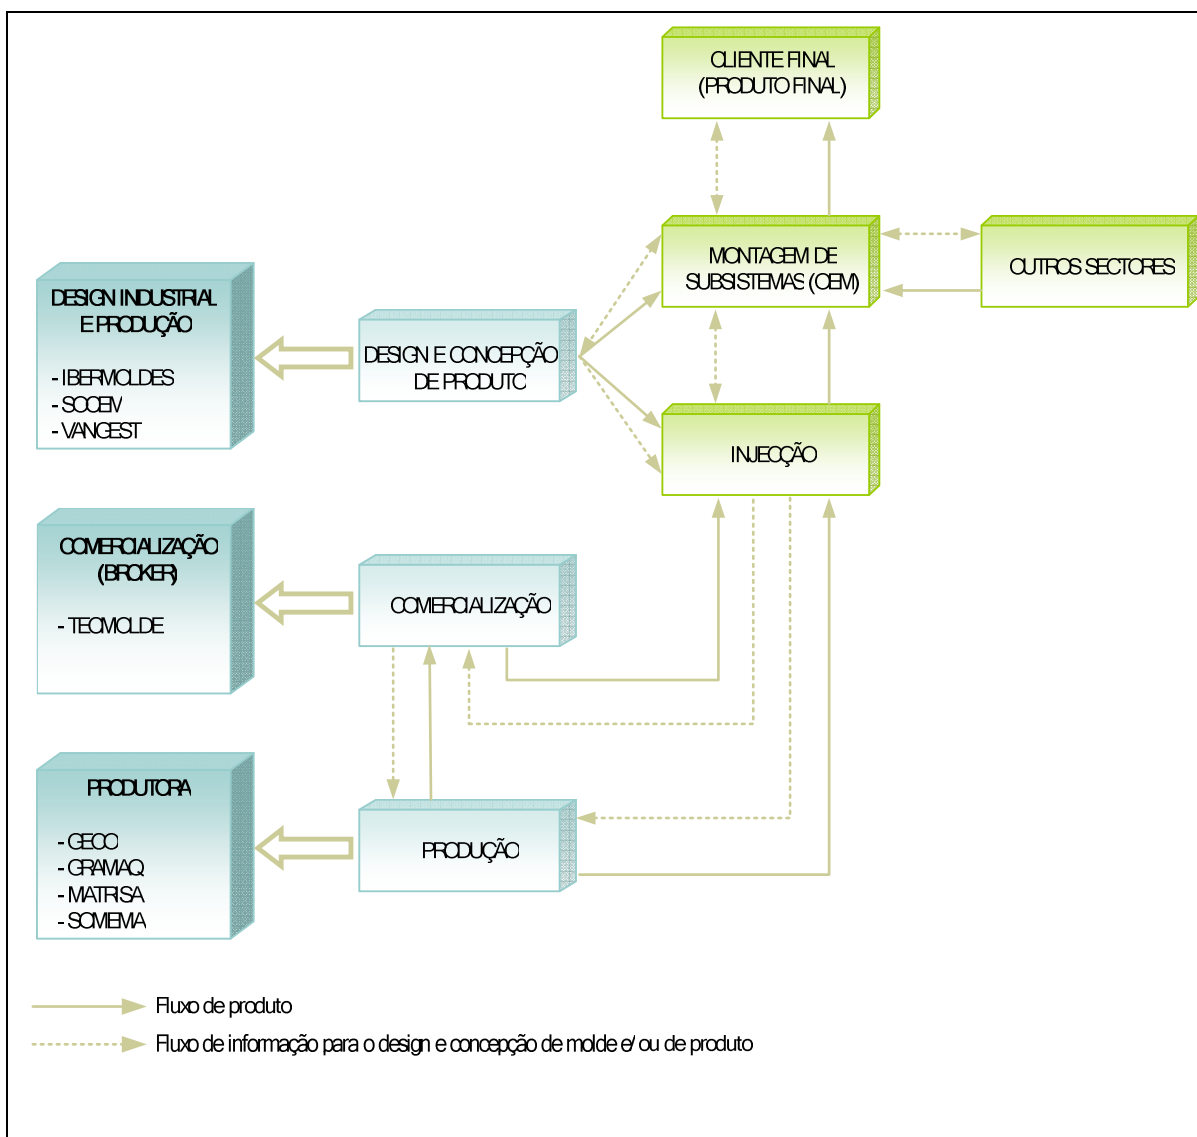 CLIENTE FINAL
(PRODUTO FINAL)
MONTAGEM DE
SUBSISTEMAS (OEM)
OUTROS SECTORES
DESIGN INDUSTRIAL
E PRODUÇÃO
- IBERMOLDES
- SOCEM
- VANGEST
DESIGN E CONCEPÇÃO
DE PRODUTO
INJECÇÃO
COMERCIALIZAÇÃO
(BROKER)
- TECMOLDE
COMERCIALIZAÇÃO
PRODUTORA
- GECO
- GRAMAQ
- MATRISA
- SOMEMA
PRODUÇÃO
Fluxo de produto
Fluxo de informação para o design e concepção de molde e/ ou de produto